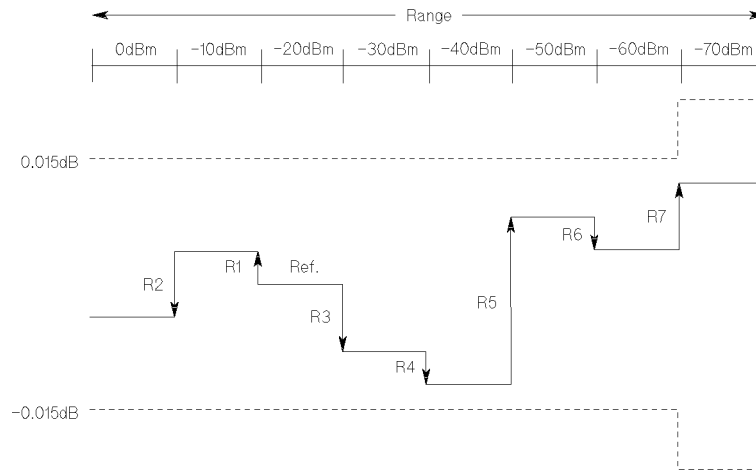 Range
0dBm -10dBm -20dBm -30dBm -40dBm -50dBm -60dBm -70dBm
0.015dB
R7
R6
R1 Ref.
R2
R5
R3
R4
-0.015dB